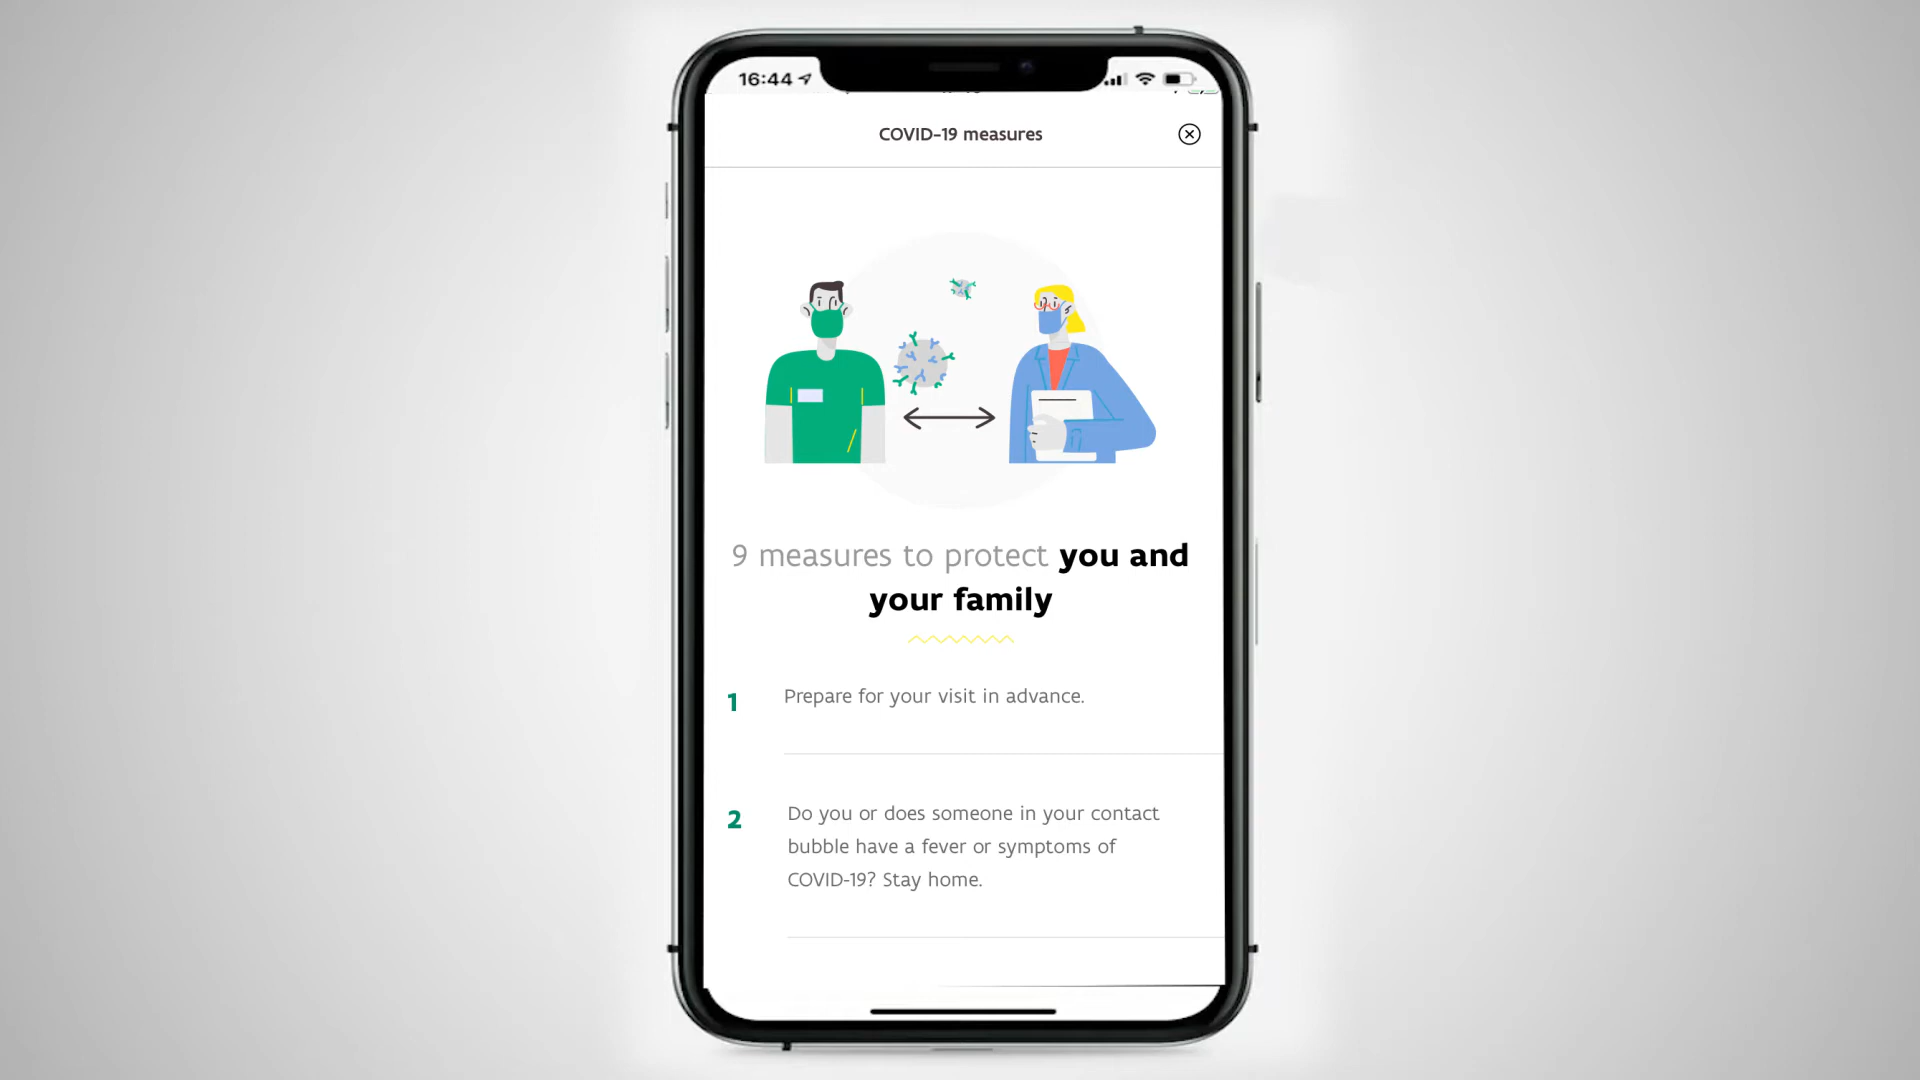 16:44
COVID-19 measures
9 measures to protect you and
your family
1
Prepare for your visit in advance.
2
Do you or does someone in your contact
bubble have a fever or symptoms of
COVID-19? Stay home.